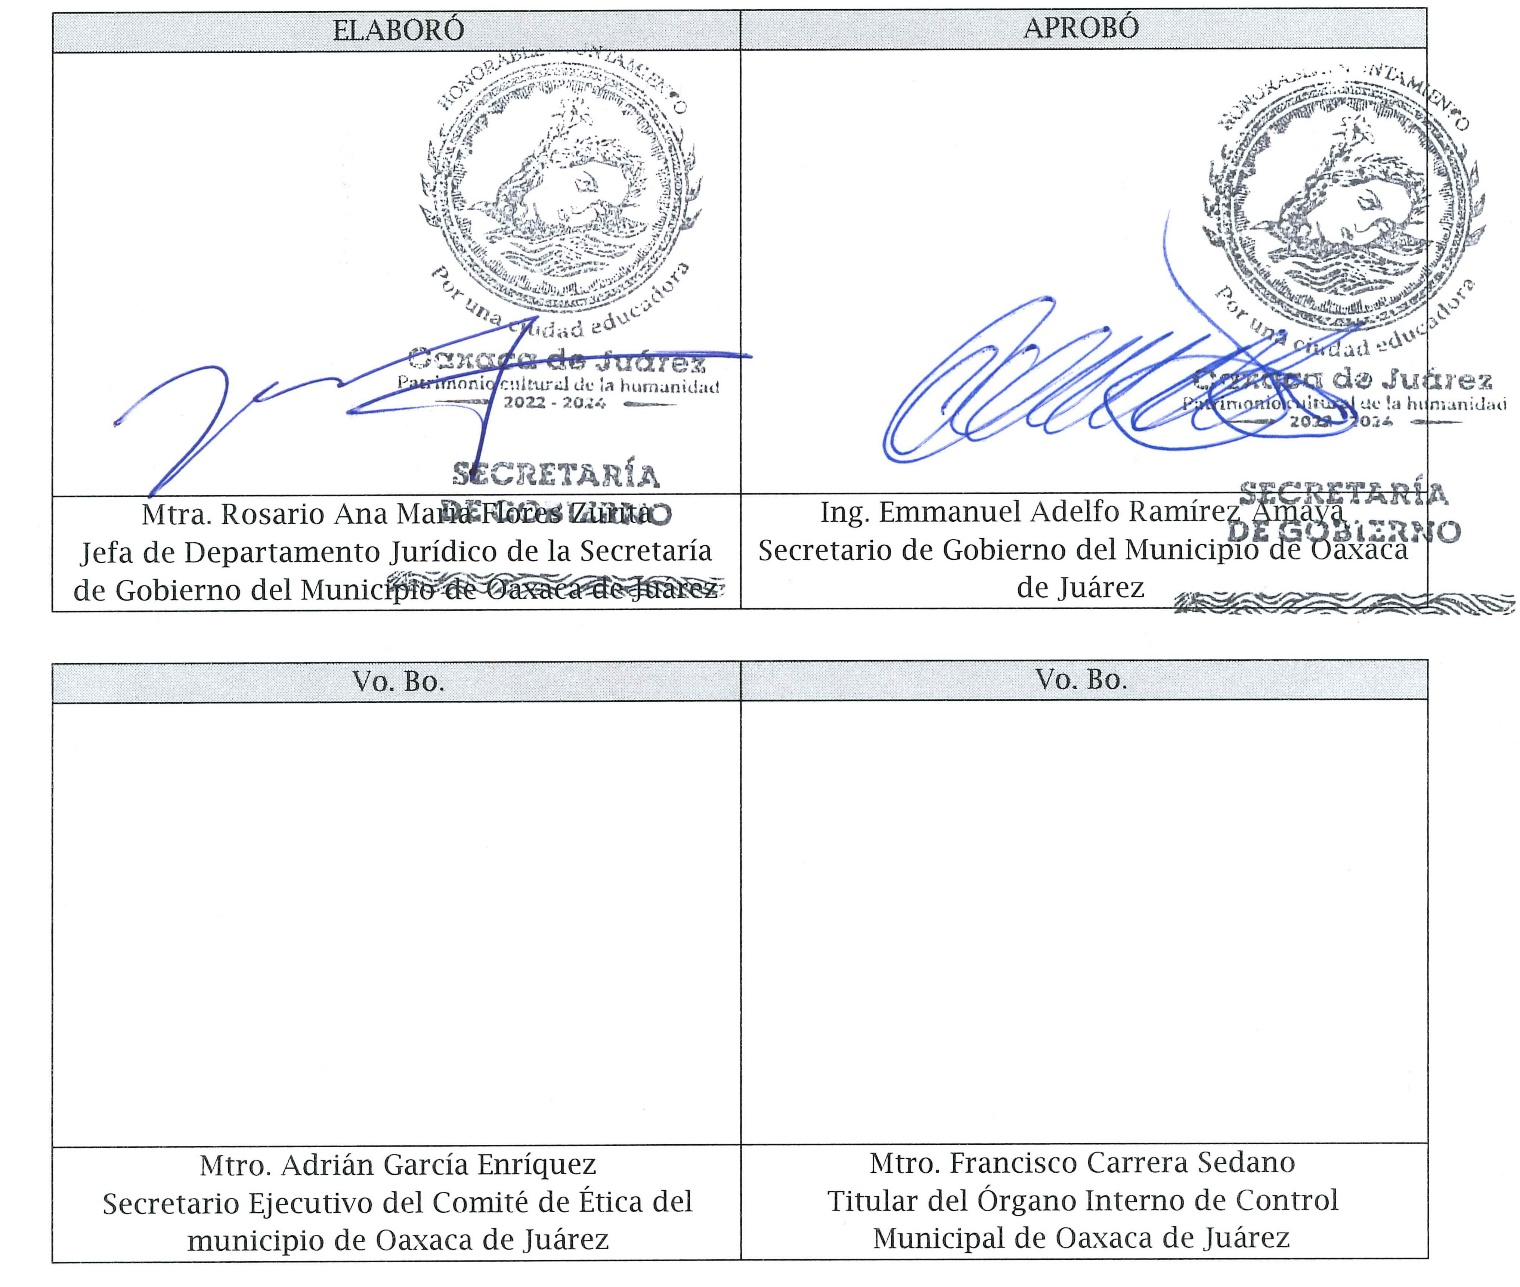 ELABORÓ
APROBÓ
HONORABLE AYUNTAMIENTO
Por una ciudad educadora
Oaxaca de Juárez
Patrimonio cultural de la humanidad
2022 - 2024
SECRETARÍA
DE GOBIERNO
Mtra. Rosario Ana María Flores Zurita
Jefa de Departamento Jurídico de la Secretaría
de Gobierno del Municipio de Oaxaca de Juárez
HONORABLE AYUNTAMIENTO
Por una ciudad educadora
Oaxaca de Juárez
Patrimonio cultural de la humanidad
2022 - 2024
SECRETARÍA
DE GOBIERNO
Ing. Emmanuel Adelfo Ramírez Amaya
Secretario de Gobierno del Municipio de Oaxaca
de Juárez
Vo. Bo.
Vo. Bo.
Mtro. Adrián García Enríquez
Secretario Ejecutivo del Comité de Ética del
municipio de Oaxaca de Juárez
Mtro. Francisco Carrera Sedano
Titular del Órgano Interno de Control
Municipal de Oaxaca de Juárez